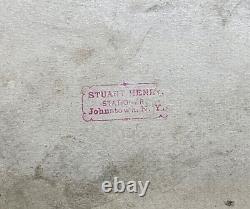 STUART HENRY,
STATIONER,
Johnstown, N. Y.